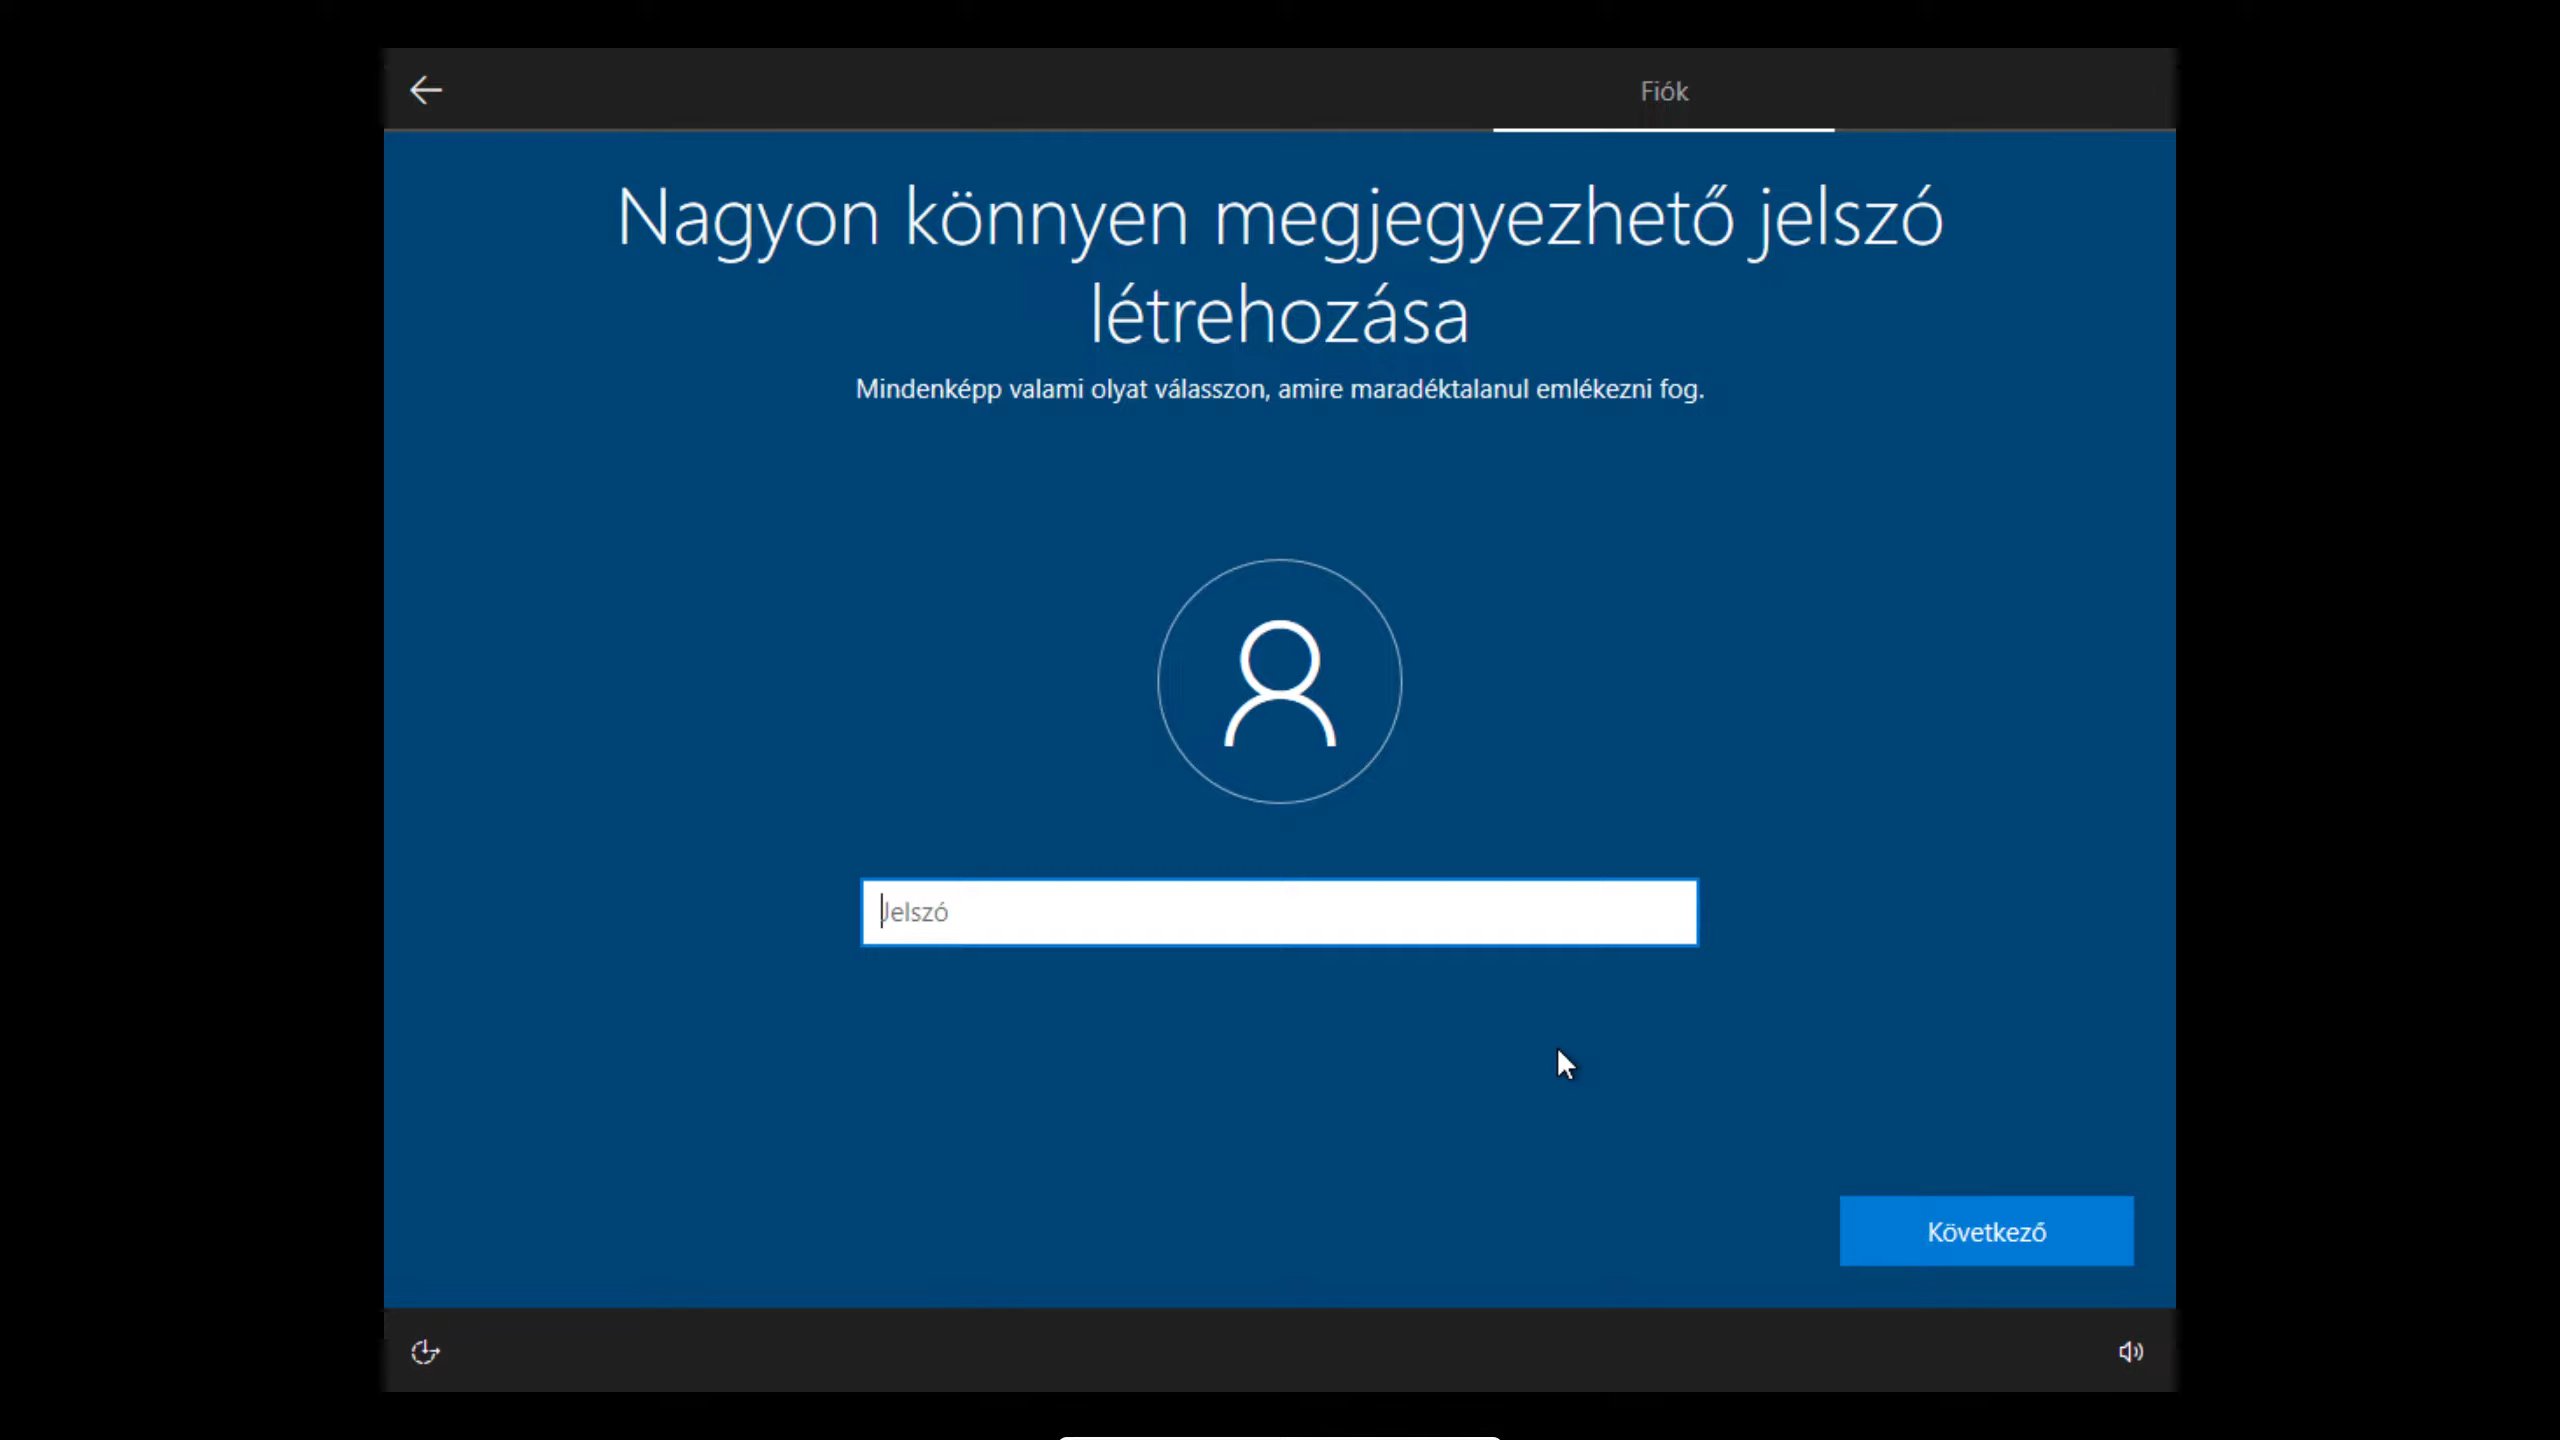 Fiók
Nagyon könnyen megjegyezhető jelszó
létrehozása
Mindenképp valami olyat válasszon, amire maradéktalanul emlékezni fog.
Jelszó
Következő